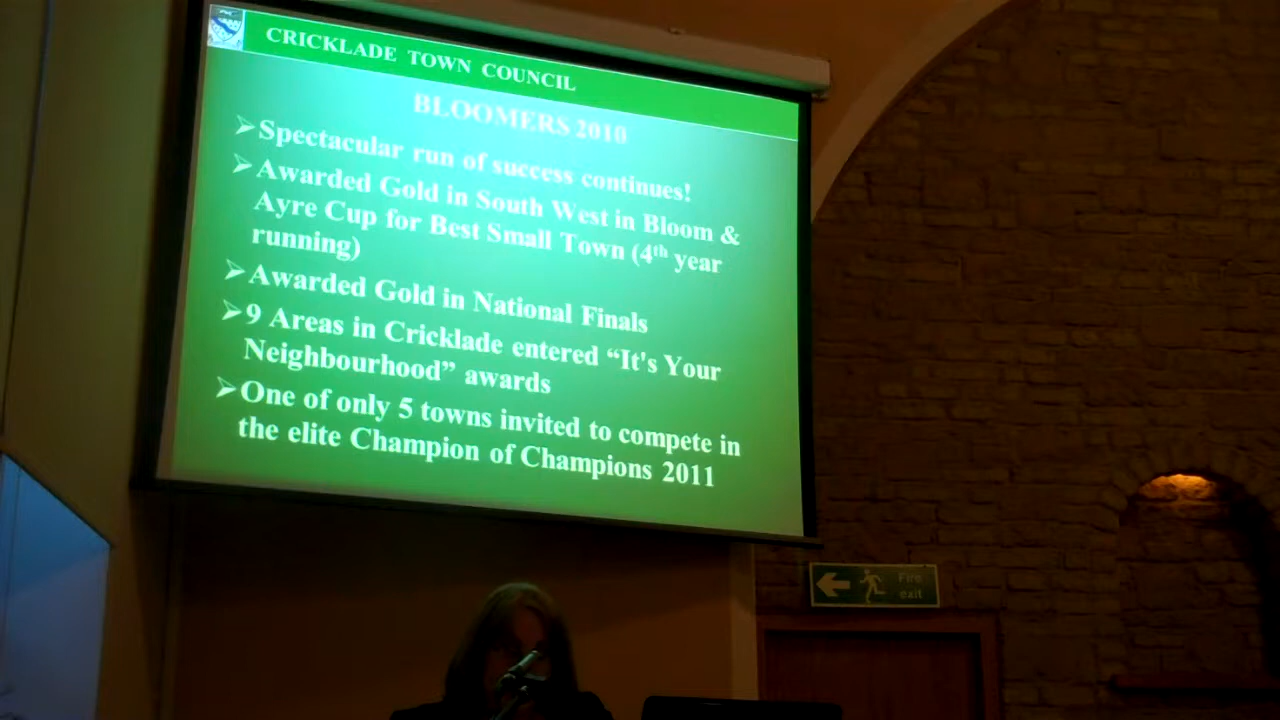 CRICKLADE TOWN COUNCIL
BLOOMERS 2010
➢Spectacular run of success continues!
➢Awarded Gold in South West in Bloom &
Ayre Cup for Best Small Town (4th year
running)
➢Awarded Gold in National Finals
➢9 Areas in Cricklade entered “It's Your
Neighbourhood” awards
➢One of only 5 towns invited to compete in
the elite Champion of Champions 2011
Fire
exit